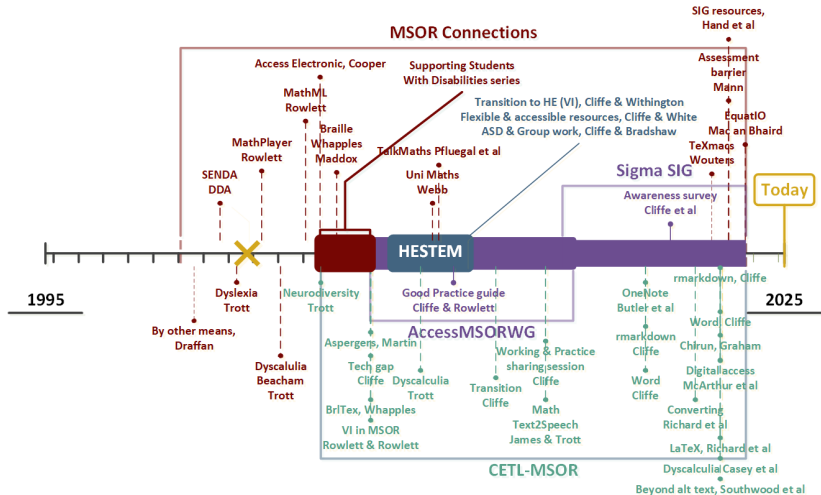 SIG resources,
Hand et al
MSOR Connections
Access Electronic, Cooper
Supporting Students
With Disabilities series
Assessment
barrier
Mann
MathML
Rowlett
Transition to HE (VI), Cliffe & Withington
Flexible & accessible resources, Cliffe & White
ASD & Group work, Cliffe & Bradshaw
EquatIO
Mac an Bhaird
Braille
Whapples
Maddox
MathPlayer
Rowlett
TalkMaths Pfluegal et al
TeXmacs
Wouters
SENDA
DDA
Uni Maths
Webb
Sigma SIG
Awareness survey
Cliffe et al
Today
HESTEM
1995
2025
Dyslexia
Trott
Neurodiversity
Trott
Good Practice guide
Cliffe & Rowlett
OneNote
Butler et al
rmarkdown, Cliffe
By other means,
Draffan
AccessMSORWG
Word, Cliffe
Aspergers, Martin
rmarkdown
Cliffe
Chirun, Graham
Dyscalulia
Beacham
Trott
Tech gap
Cliffe
Dyscalculia
Trott
Working & Practice
sharing session
Cliffe
Transition
Cliffe
Word
Cliffe
Digital access
McArthur et al
BrlTex, Whapples
VI in MSOR
Rowlett & Rowlett
Math
Text2Speech
James & Trott
Converting
Richard et al
LaTeX, Richard et al
CETL-MSOR
Dyscalculia Casey et al
Beyond alt text, Southwood et al